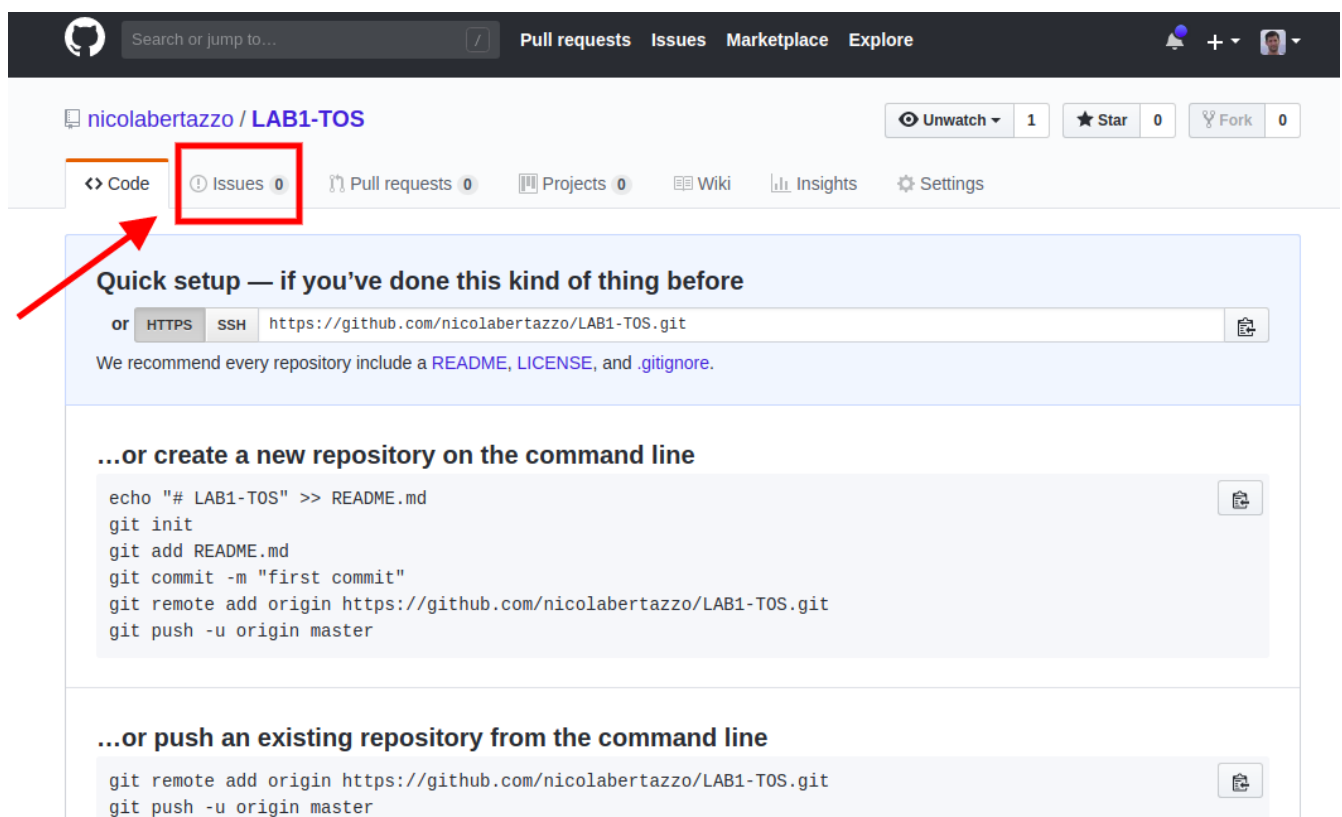 Search or jump to... / Pull requests Issues Marketplace Explore
nicolabertazzo / LAB1-TOS Unwatch 1 Star 0 Fork 0
<> Code Issues 0 Pull requests 0 Projects 0 Wiki Insights Settings
Quick setup — if you’ve done this kind of thing before
or HTTPS SSH https://github.com/nicolabertazzo/LAB1-TOS.git
We recommend every repository include a README, LICENSE, and .gitignore.
…or create a new repository on the command line
echo "# LAB1-TOS" >> README.md
git init
git add README.md
git commit -m "first commit"
git remote add origin https://github.com/nicolabertazzo/LAB1-TOS.git
git push -u origin master
…or push an existing repository from the command line
git remote add origin https://github.com/nicolabertazzo/LAB1-TOS.git
git push -u origin master